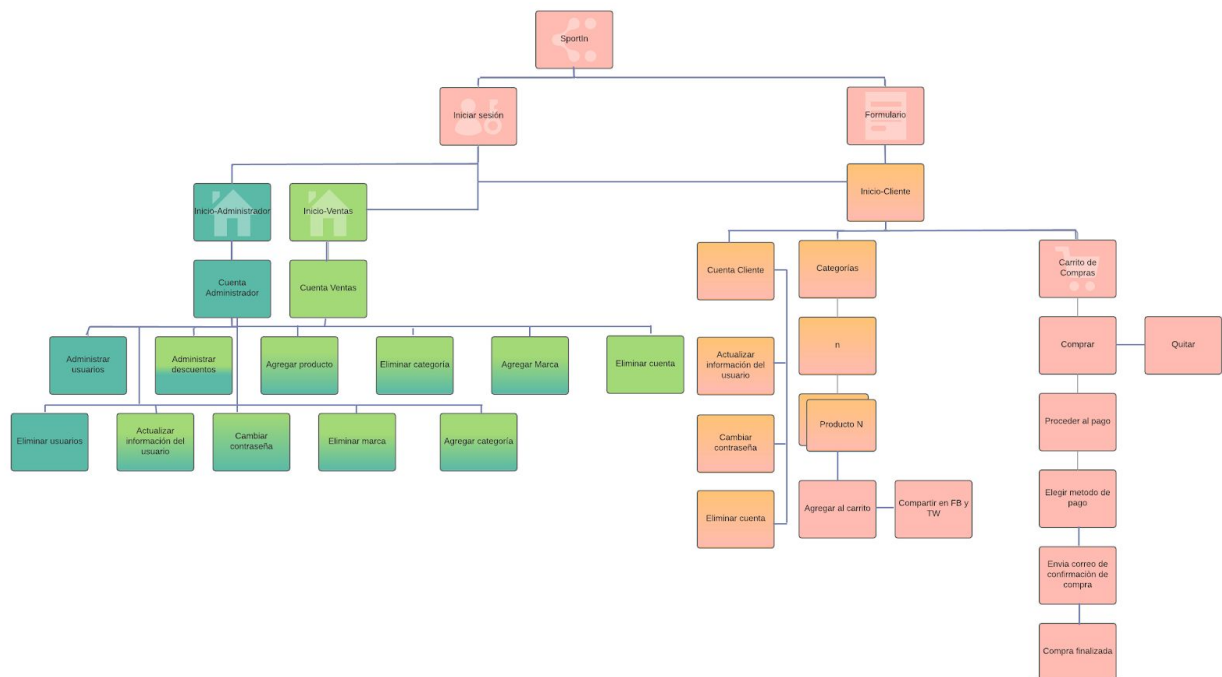 SportIn
Iniciar sesión
Formulario
Inicio-Administrador
Inicio-Ventas
Inicio-Cliente
Cuenta
Administrador
Cuenta Ventas
Cuenta Cliente
Categorías
Carrito de
Compras
Administrar
usuarios
Administrar
descuentos
Agregar producto
Eliminar categoría
Agregar Marca
Eliminar cuenta
Actualizar
información del
usuario
n
Comprar
Quitar
Eliminar usuarios
Actualizar
información del
usuario
Cambiar
contraseña
Eliminar marca
Agregar categoría
Cambiar
contraseña
Producto N
Proceder al pago
Eliminar cuenta
Agregar al carrito
Compartir en FB y
TW
Elegir metodo de
pago
Envia correo de
confirmación de
compra
Compra finalizada